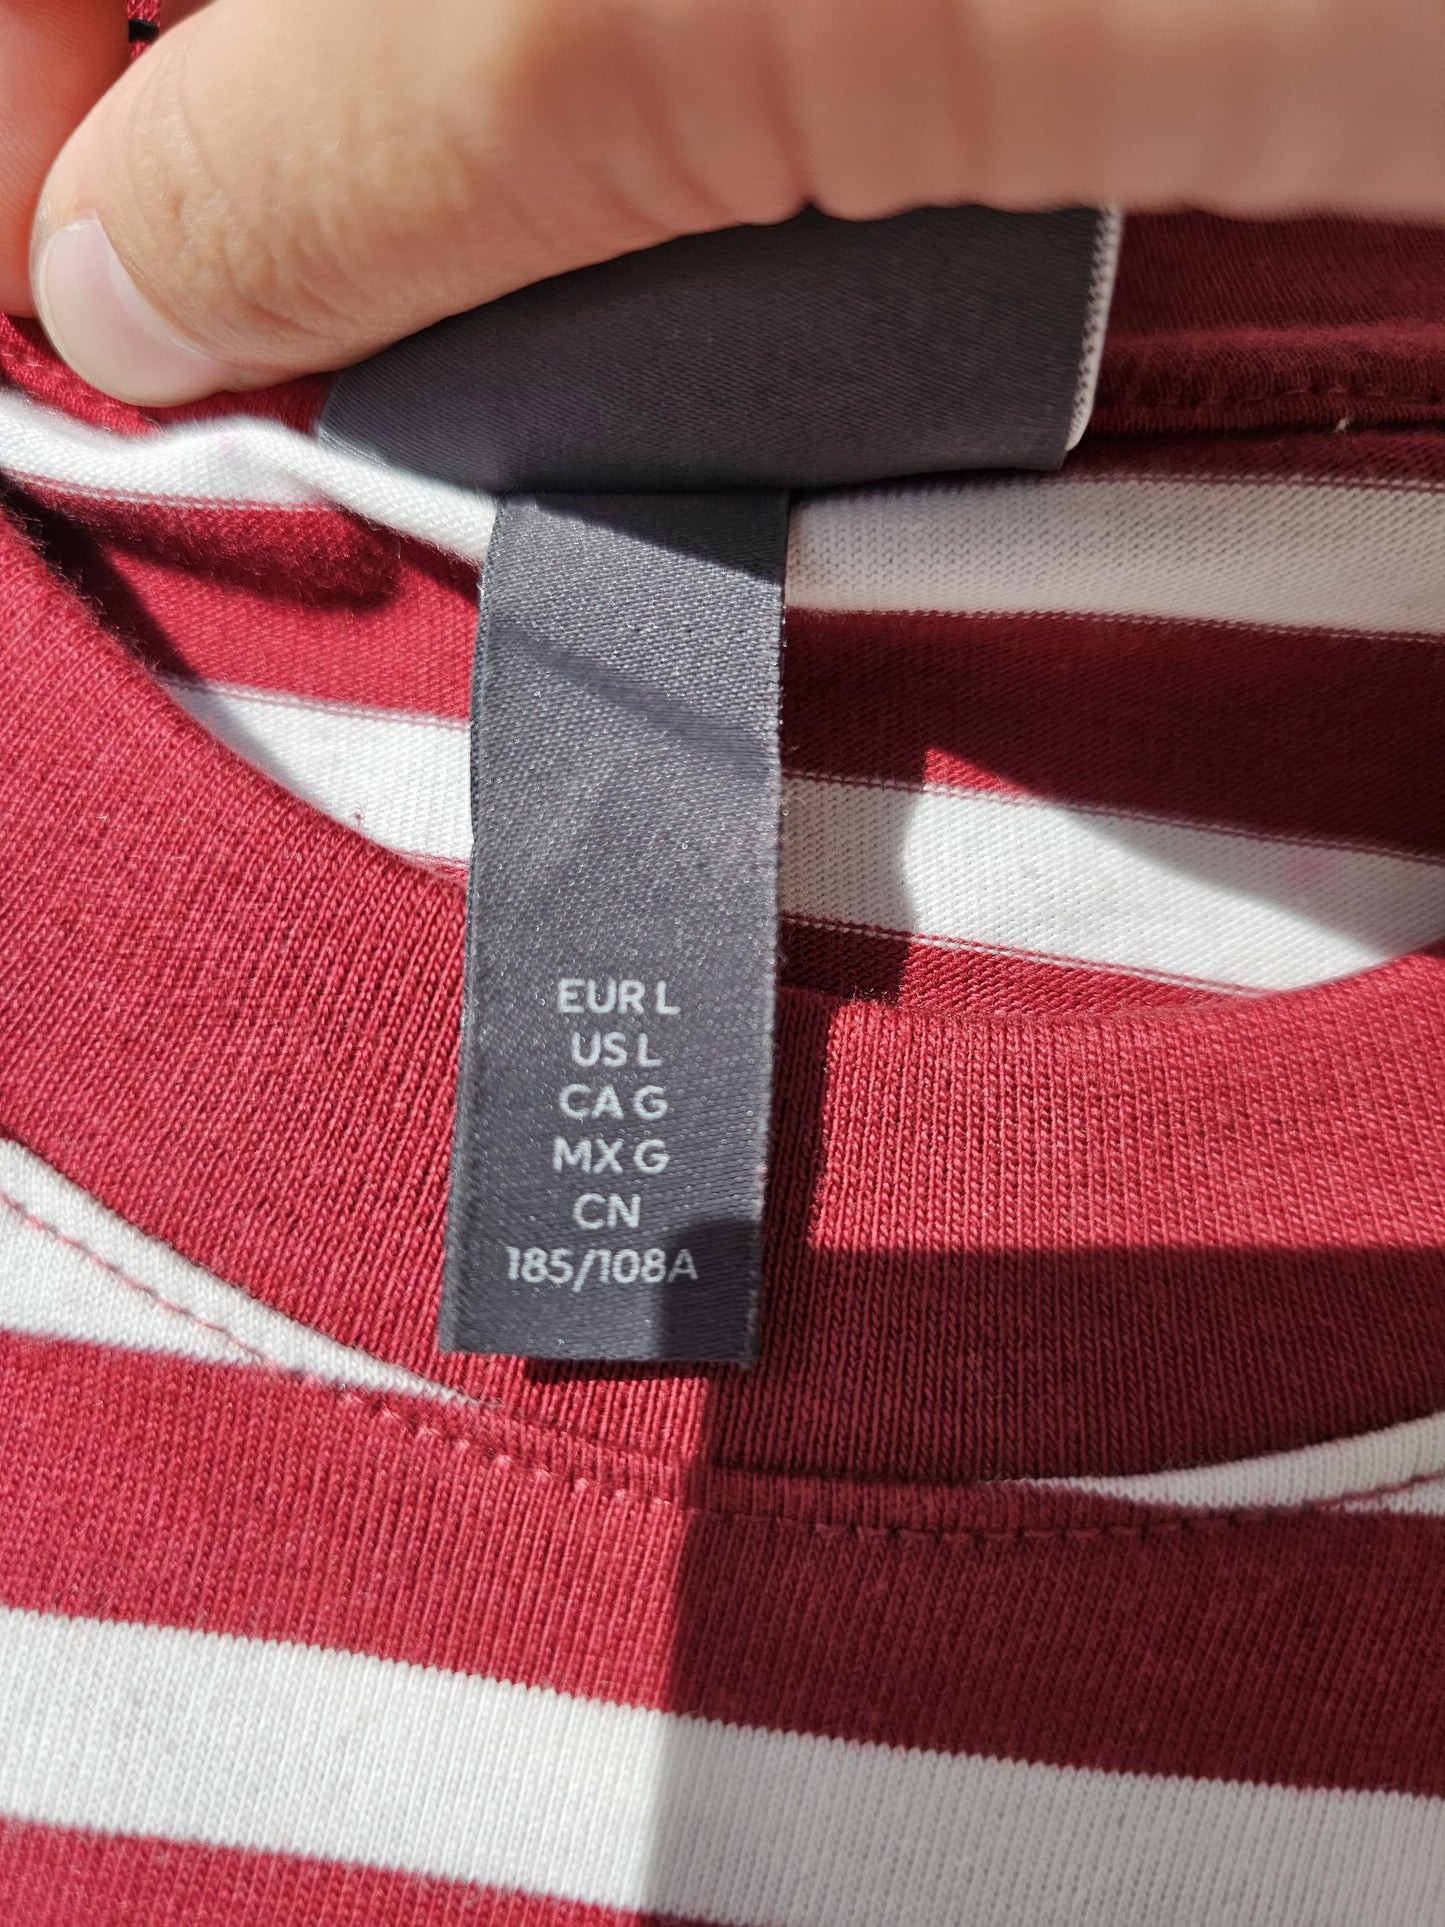 EUR L
US L
CA G
MX G
CN
185/108A